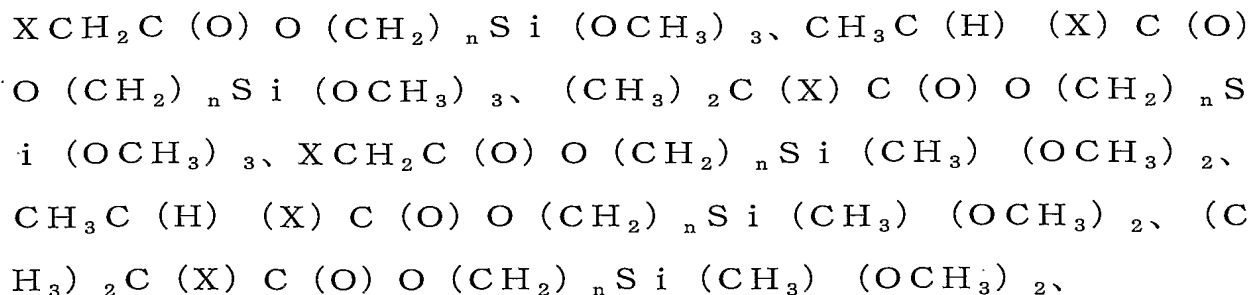 XCH₂C（O）O（CH₂）ₙSi（OCH₃）₃、CH₃C（H）（X）C（O）
O（CH₂）ₙSi（OCH₃）₃、（CH₃）₂C（X）C（O）O（CH₂）ₙS
i（OCH₃）₃、XCH₂C（O）O（CH₂）ₙSi（CH₃）（OCH₃）₂、
CH₃C（H）（X）C（O）O（CH₂）ₙSi（CH₃）（OCH₃）₂、（C
H₃）₂C（X）C（O）O（CH₂）ₙSi（CH₃）（OCH₃）₂、